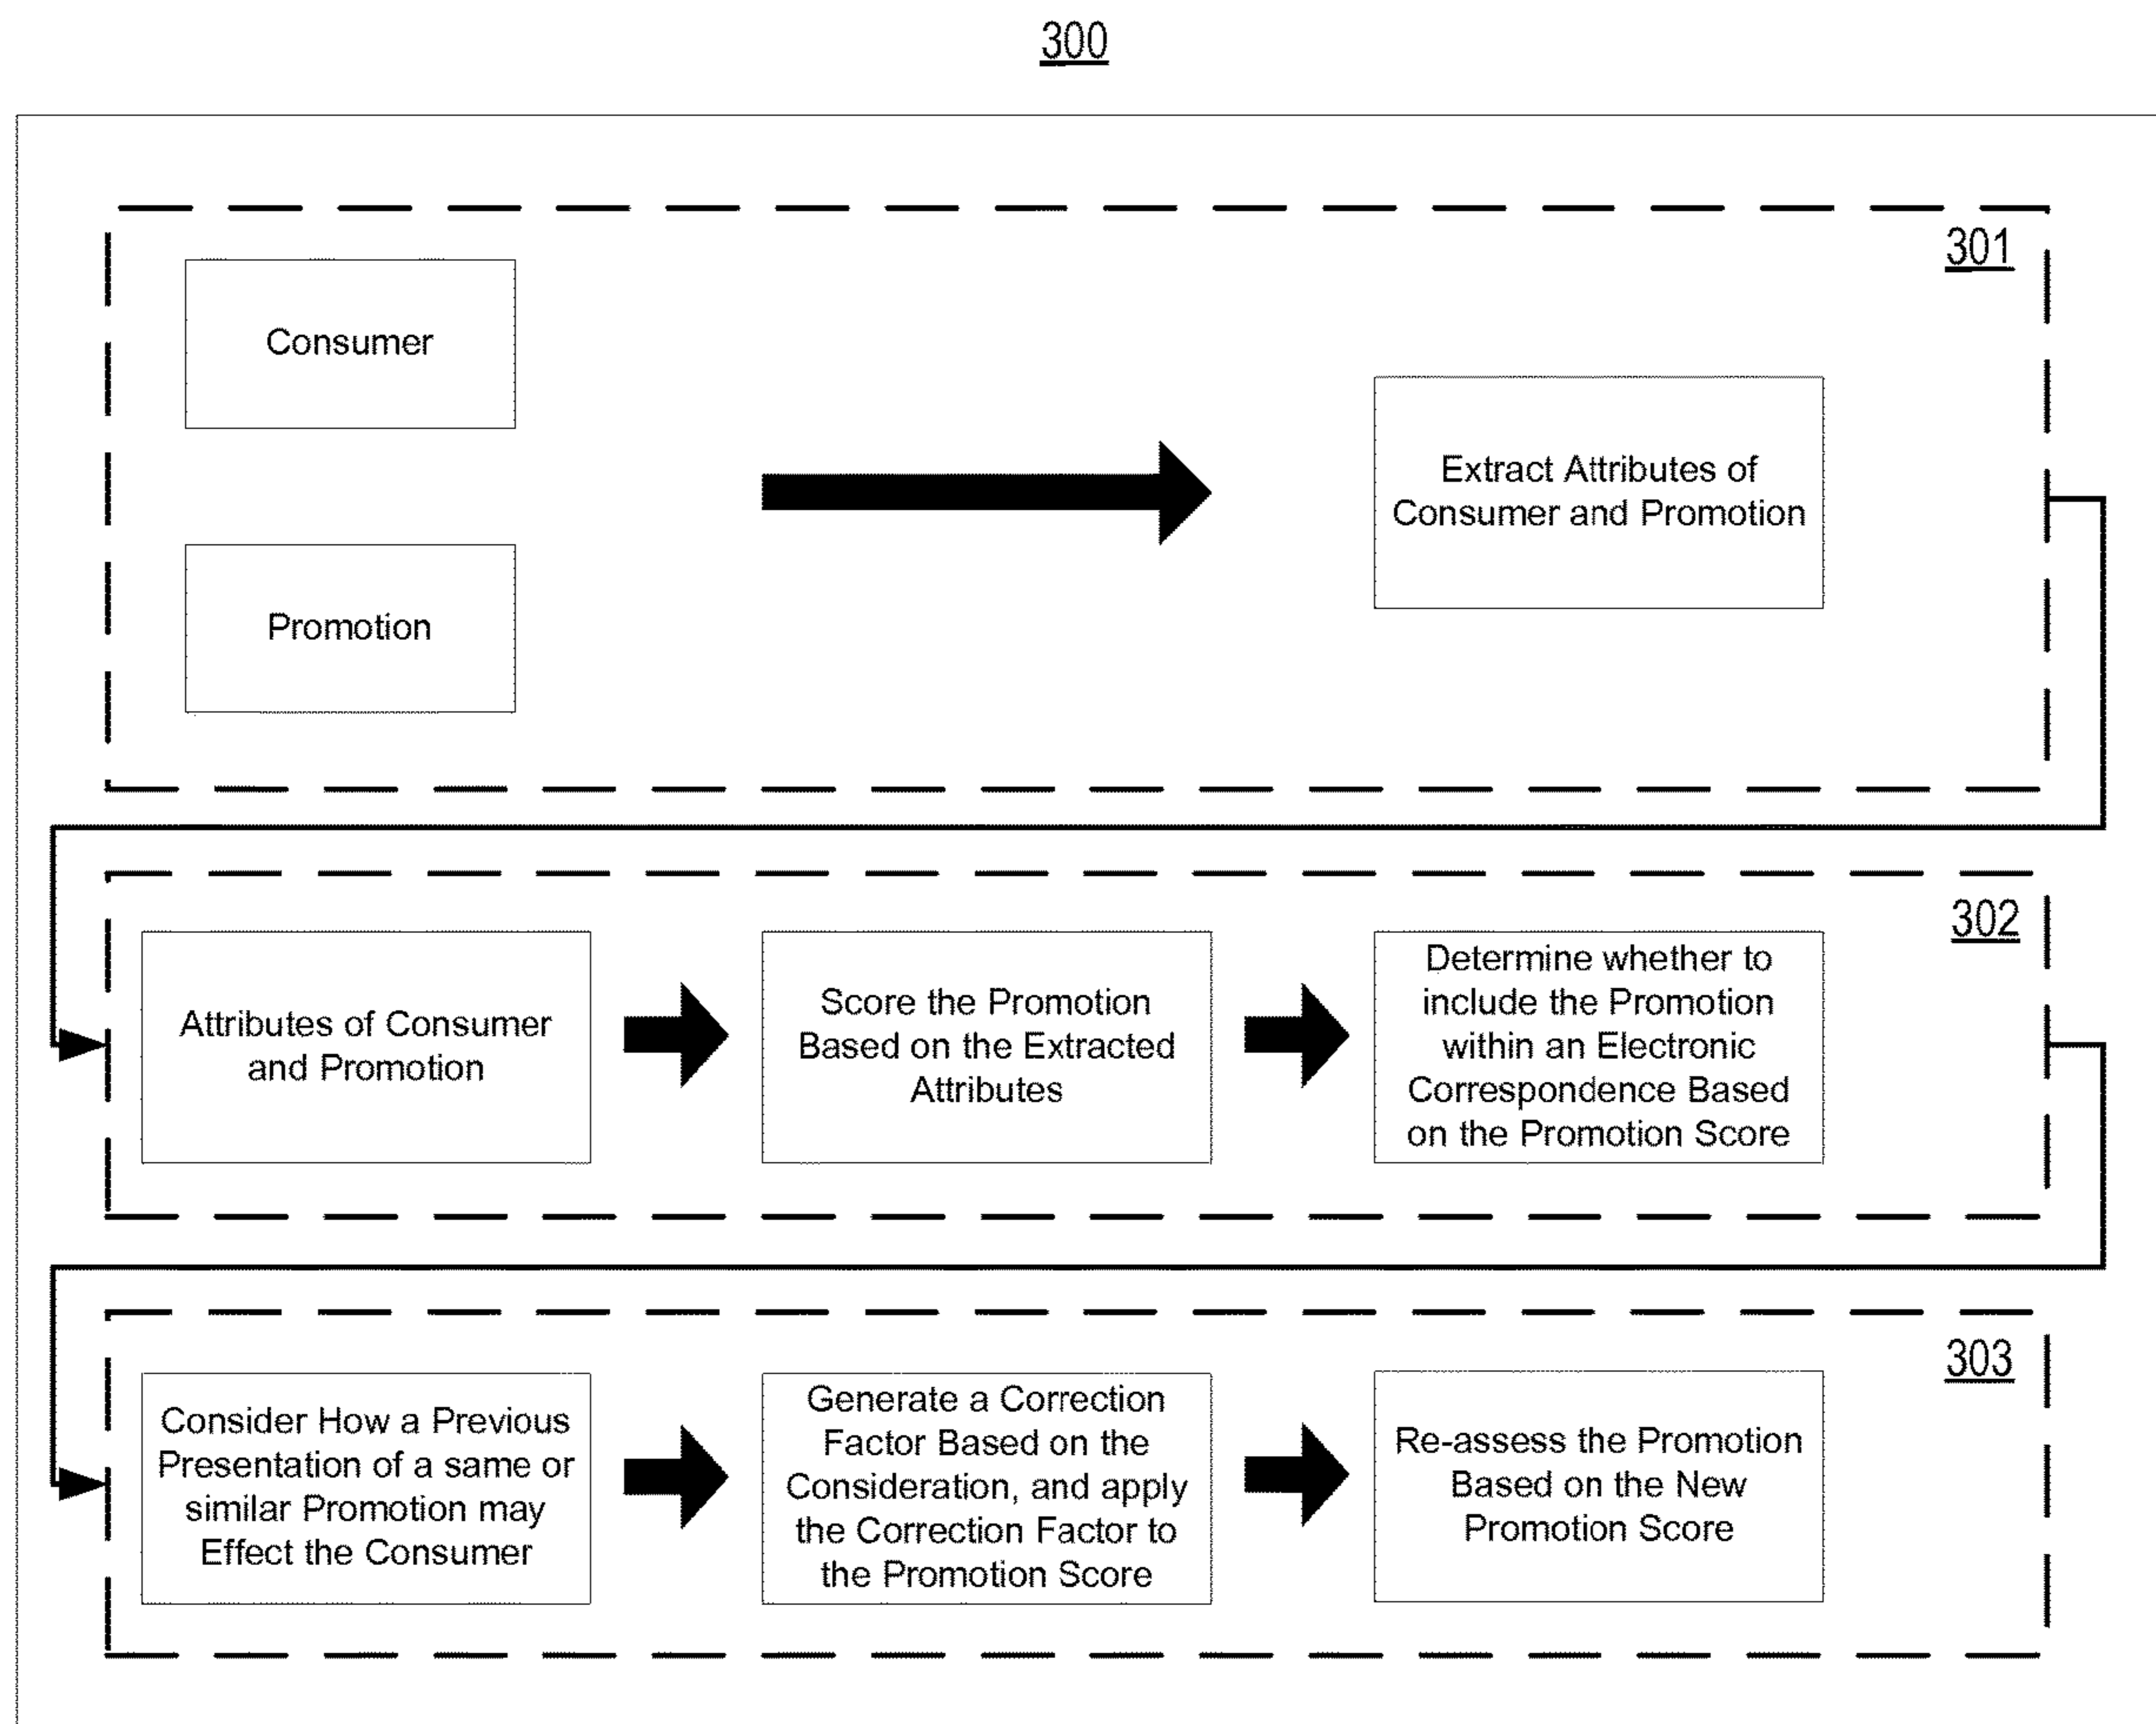 300
301
Consumer
Extract Attributes of
Consumer and Promotion
Promotion
302
Attributes of Consumer
and Promotion
Score the Promotion
Based on the Extracted
Attributes
Determine whether to
include the Promotion
within an Electronic
Correspondence Based
on the Promotion Score
303
Consider How a Previous
Presentation of a same or
similar Promotion may
Effect the Consumer
Generate a Correction
Factor Based on the
Consideration, and apply
the Correction Factor to
the Promotion Score
Re-assess the Promotion
Based on the New
Promotion Score